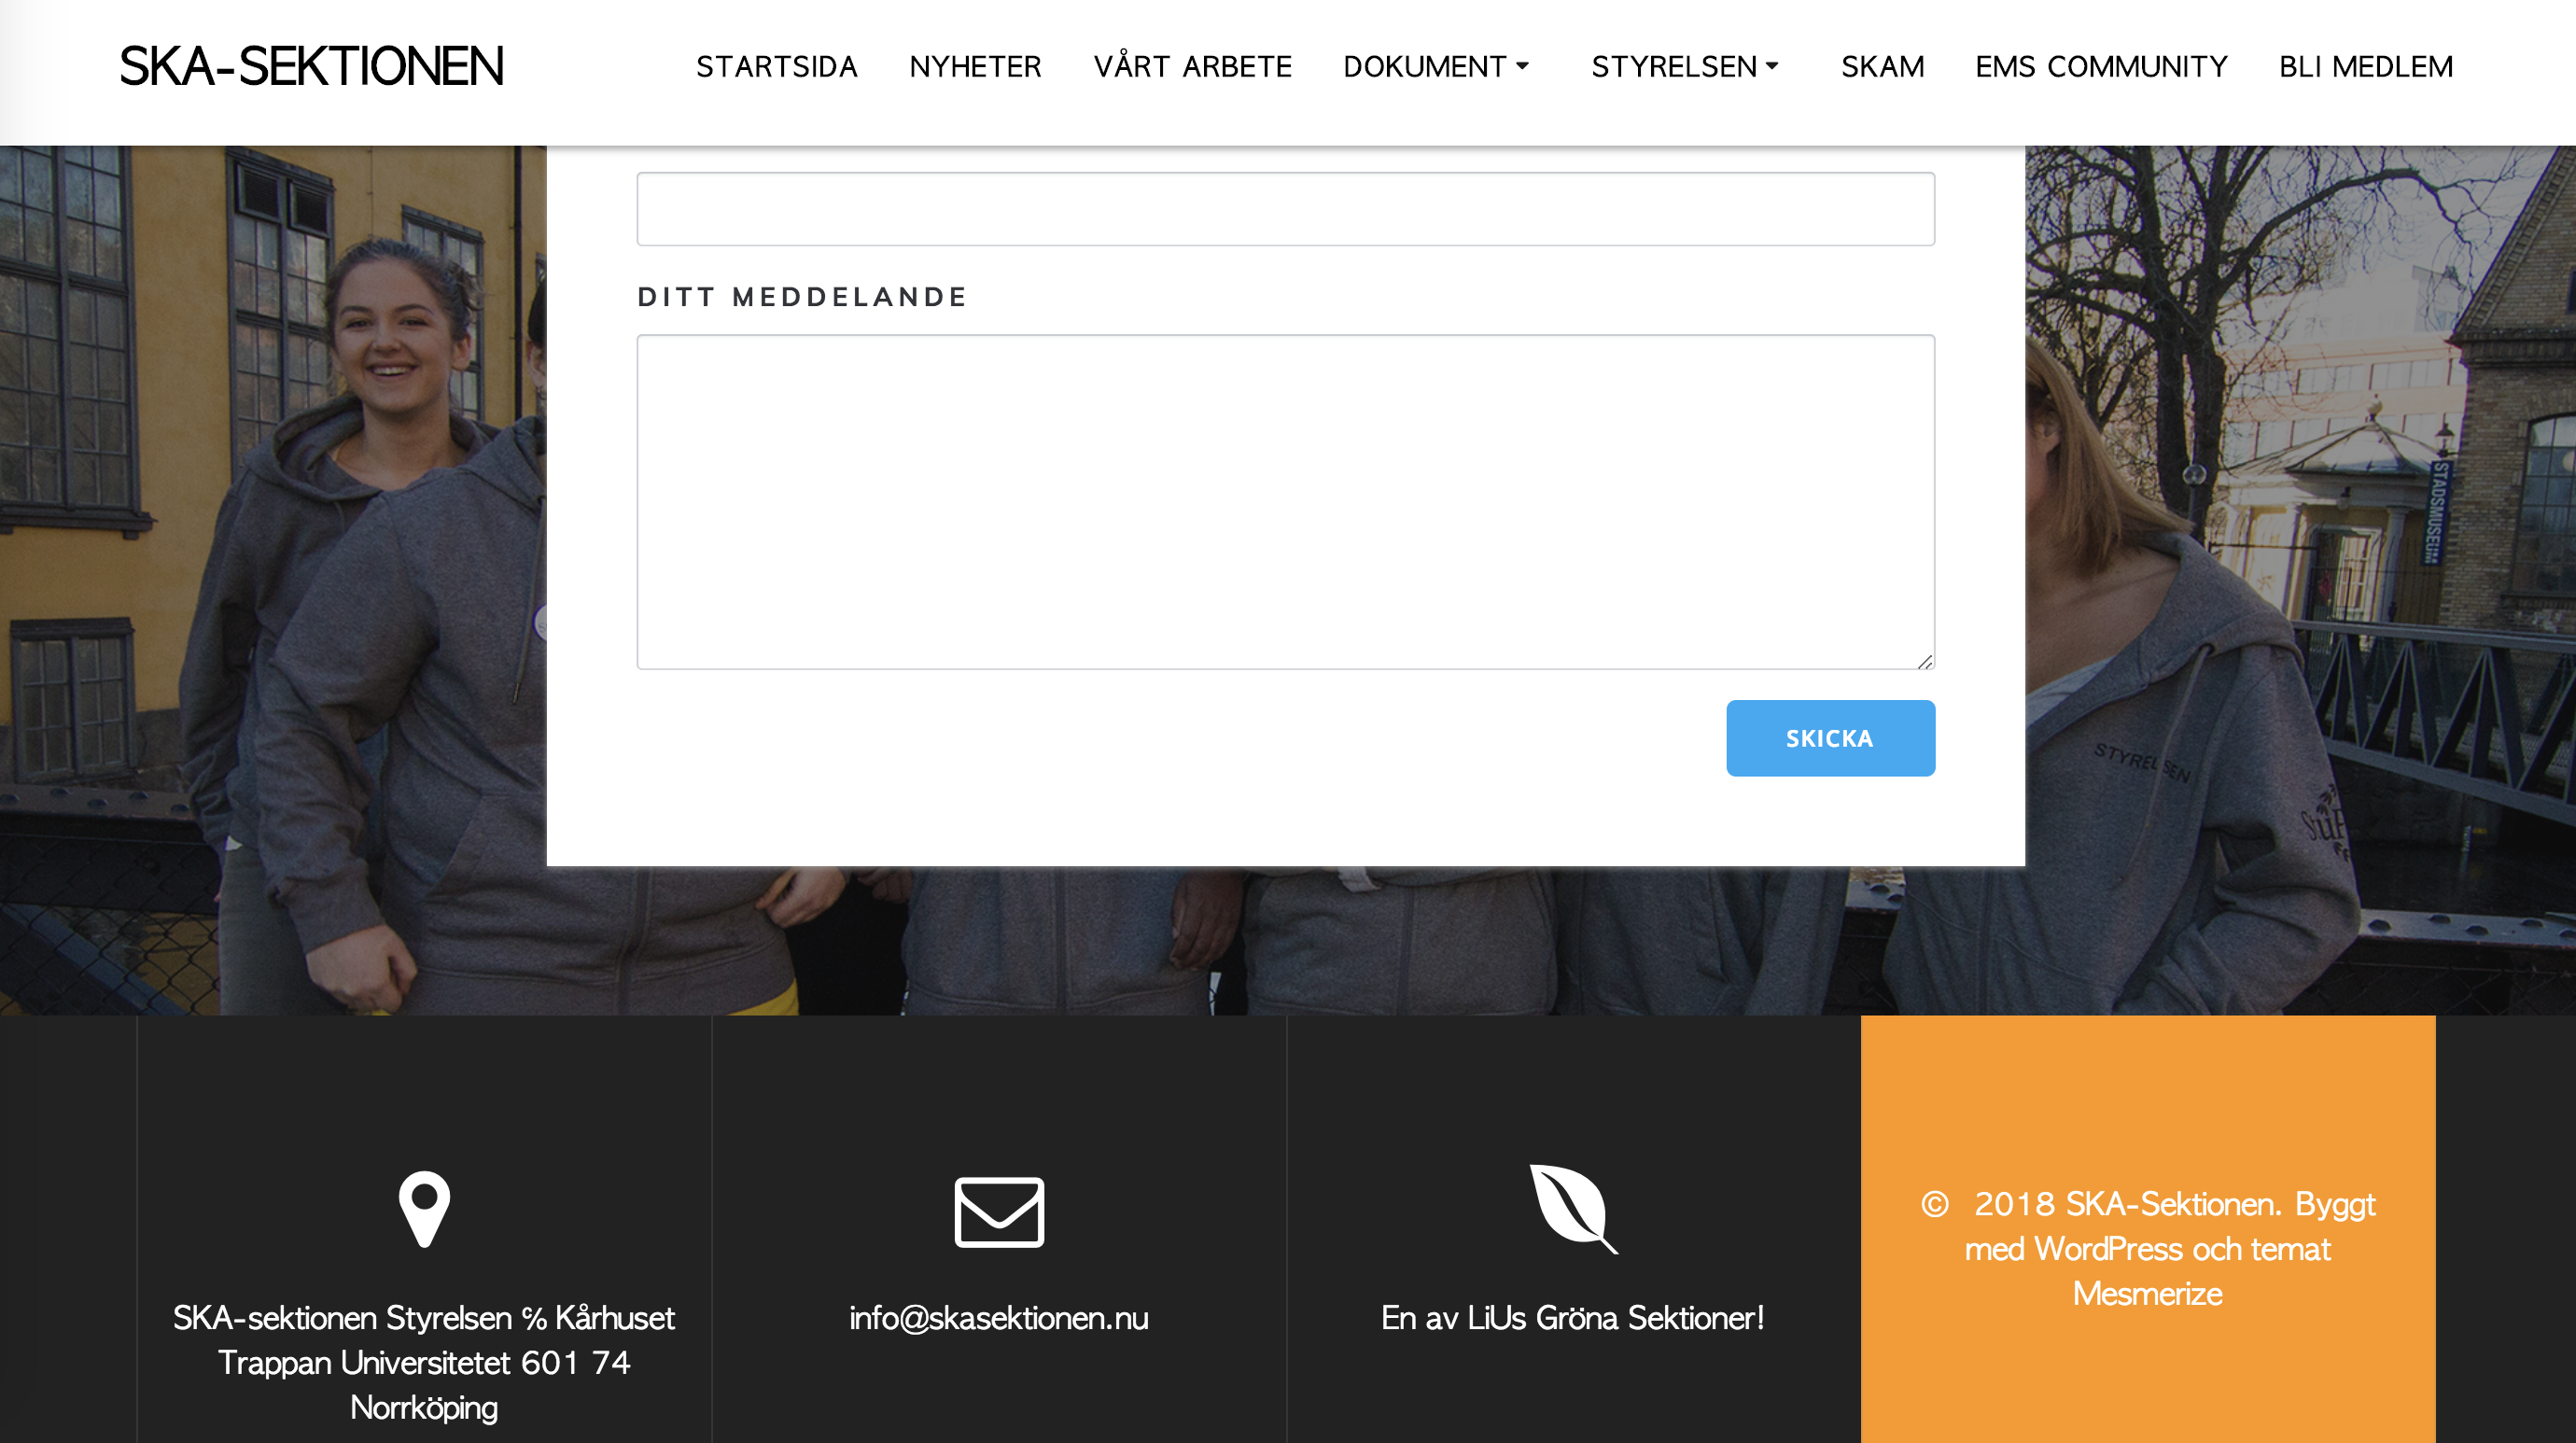 SKA-SEKTIONEN
STARTSIDA NYHETER VÅRT ARBETE DOKUMENT STYRELSEN SKAM EMS COMMUNITY BLI MEDLEM
DITT MEDDELANDE
STADSMUSEUM
SKICKA
STYRELSEN
SKA-sektionen Styrelsen ℅ Kårhuset
Trappan Universitetet 601 74
Norrköping
info@skasektionen.nu
En av LiUs Gröna Sektioner!
© 2018 SKA-Sektionen. Byggt
med WordPress och temat
Mesmerize